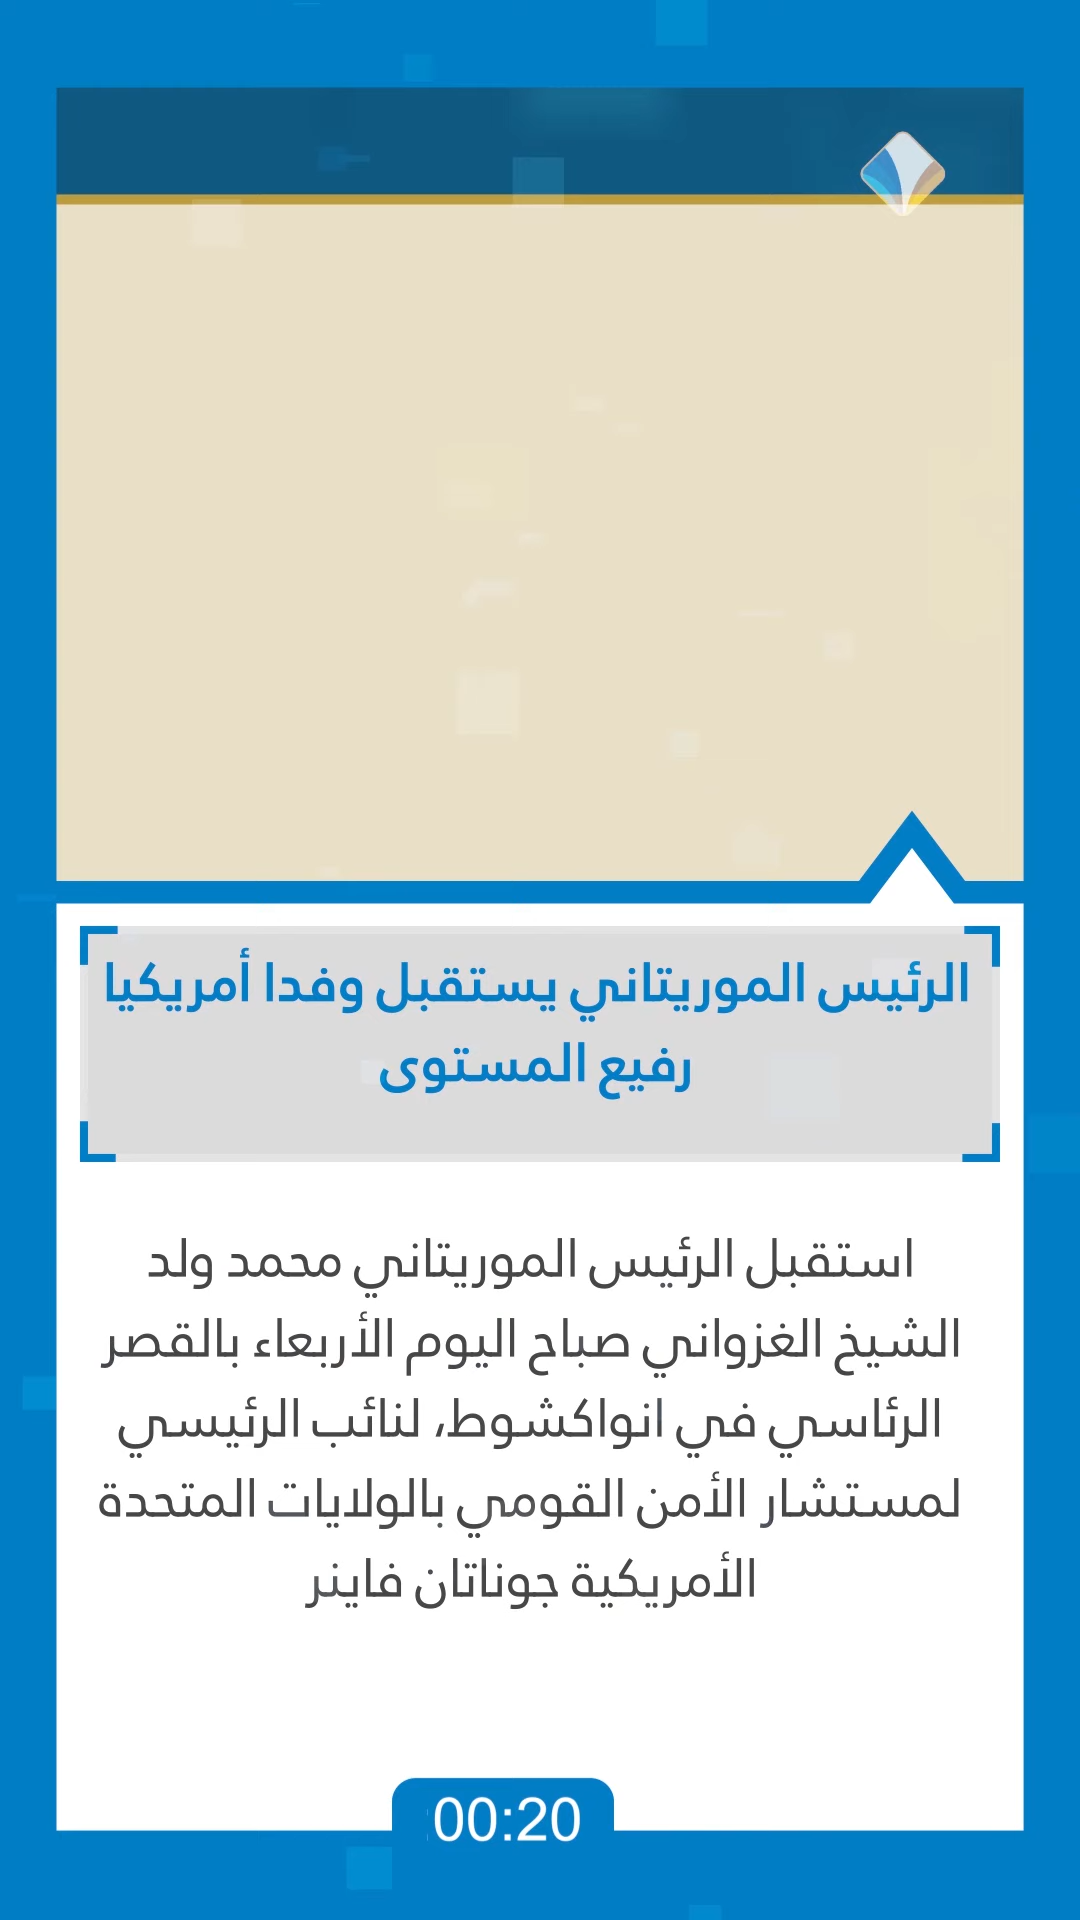 الرئيس الموريتاني يستقبل وفدا أمريكيا
رفيع المستوى
استقبل الرئيس الموريتاني محمد ولد
الشيخ الغزواني صباح اليوم الأربعاء بالقصر
الرئاسي في انواكشوط، لنائب الرئيسي
لمستشار الأمن القومي بالولايات المتحدة
الأمريكية جوناتان فاينر
00:20